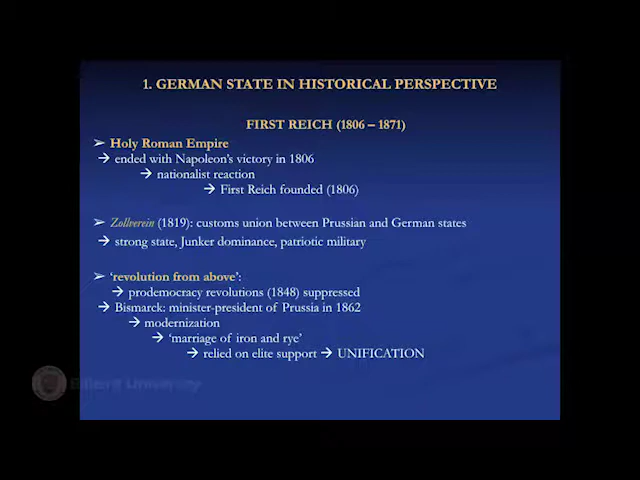 1. GERMAN STATE IN HISTORICAL PERSPECTIVE
FIRST REICH (1806 – 1871)
➢ Holy Roman Empire
→ ended with Napoleon's victory in 1806
→ nationalist reaction
→ First Reich founded (1806)
➢ Zollverein (1819): customs union between Prussian and German states
→ strong state, Junker dominance, patriotic military
➢ 'revolution from above':
→ prodemocracy revolutions (1848) suppressed
→ Bismarck: minister-president of Prussia in 1862
→ modernization
→ 'marriage of iron and rye'
→ relied on elite support → UNIFICATION
Bilkent University